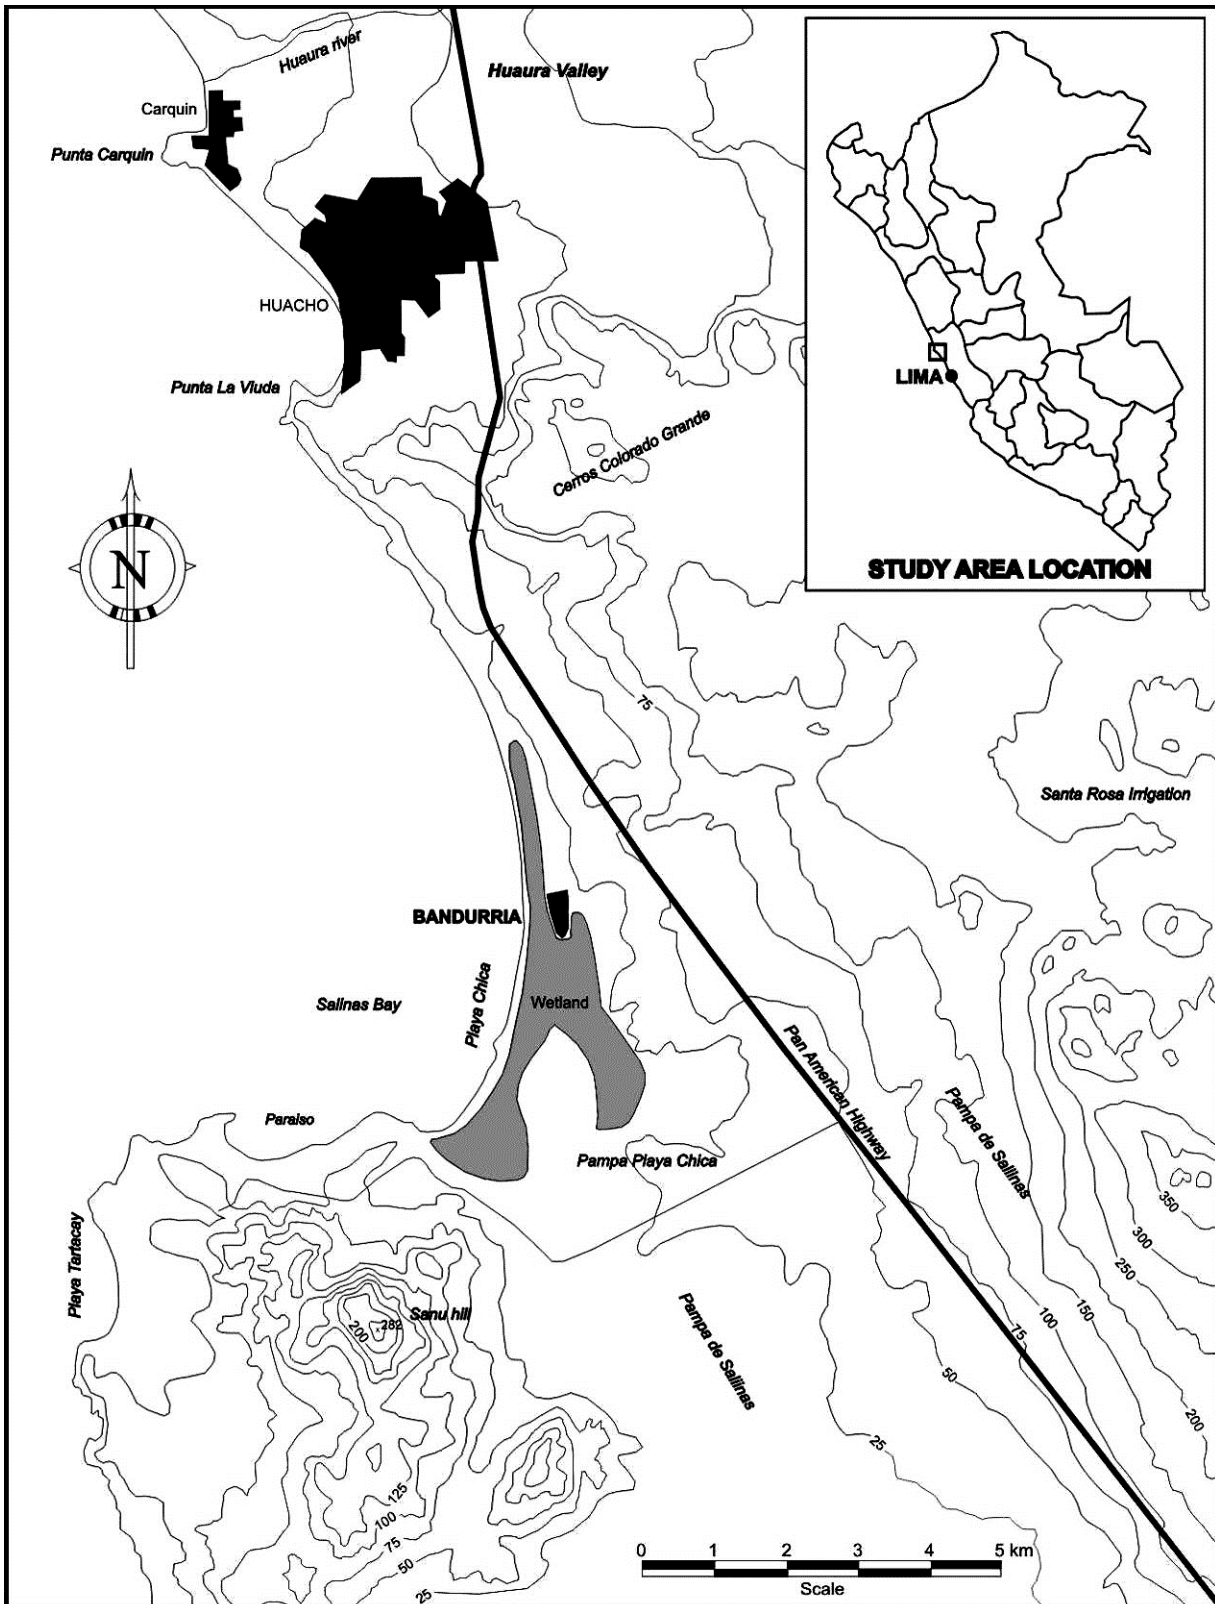 Huaura river
Huaura Valley
Carquin
Punta Carquin
HUACHO
Punta La Viuda
LIMA
STUDY AREA LOCATION
Cerros Colorado Grande
N
75
Santa Rosa Irrigation
BANDURRIA
Salinas Bay
Playa Chica
Wetland
Pan American Highway
Pampa de Sallinas
Paraiso
Pampa Playa Chica
350
300
250
Playa Tartacay
Sanu hill
200
282
Pampa de Sallinas
150
100
75
50
200
25
125
100
75
50
25
0 1 2 3 4 5 km
Scale